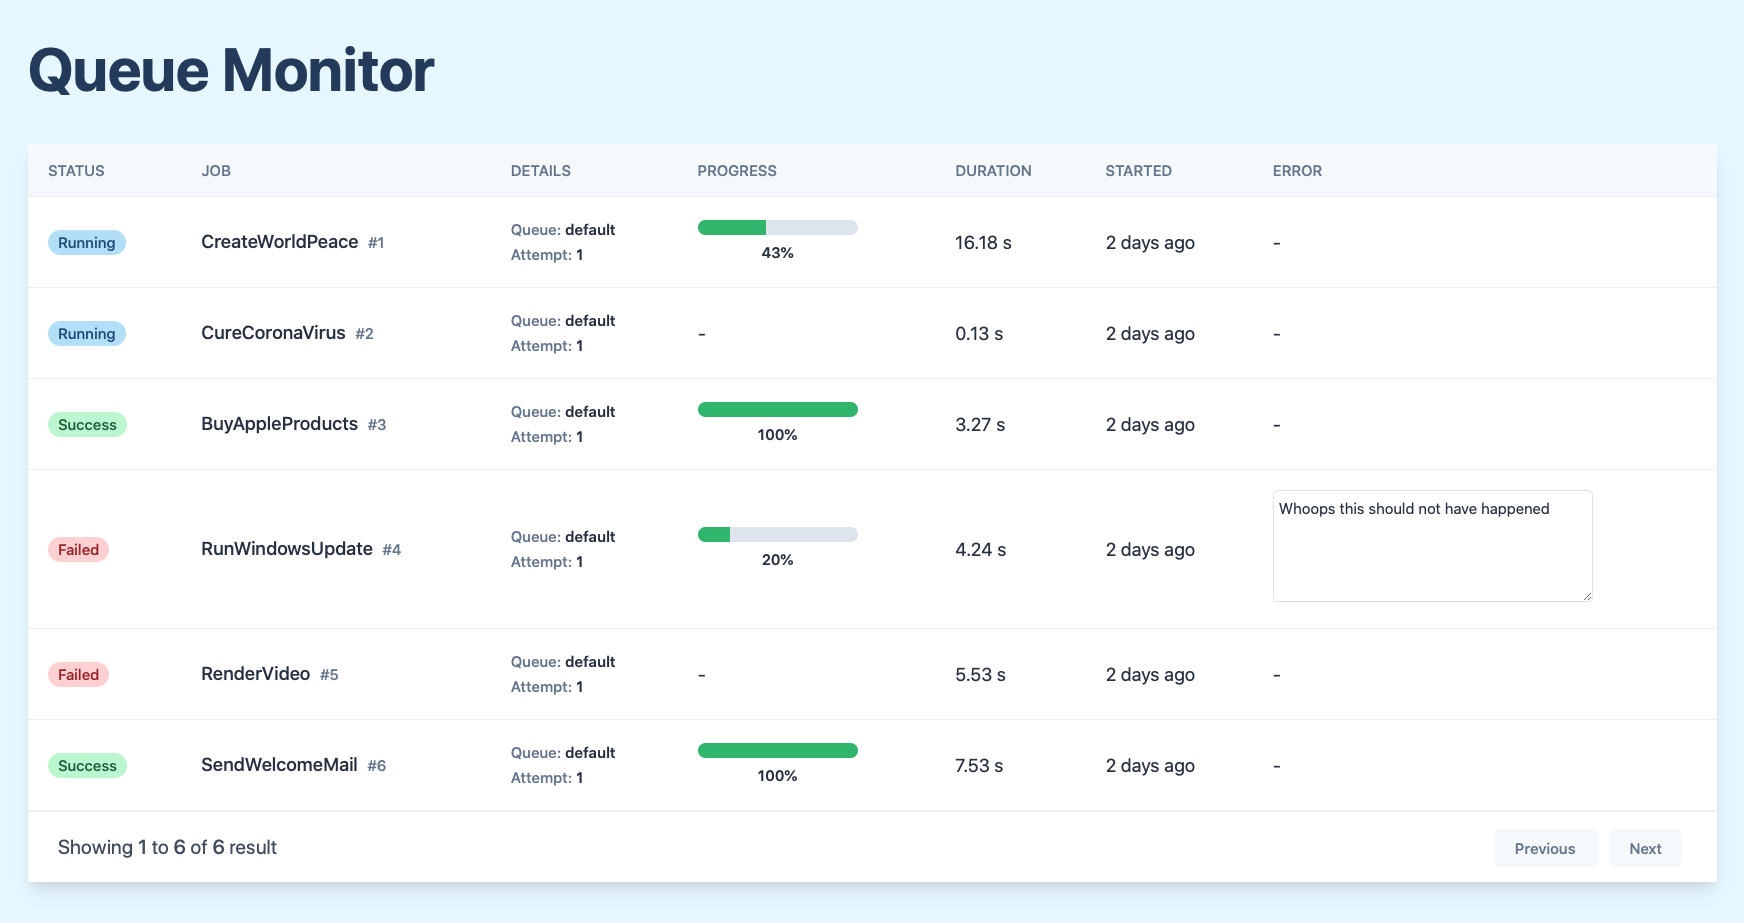 Queue Monitor
STATUS JOB DETAILS PROGRESS DURATION STARTED ERROR
Running CreateWorldPeace #1 Queue: default 16.18 s 2 days ago -
Attempt: 1 43%
Running CureCoronaVirus #2 Queue: default - 0.13 s 2 days ago -
Attempt: 1
Success BuyAppleProducts #3 Queue: default 3.27 s 2 days ago -
Attempt: 1 100%
Whoops this should not have happened
Failed RunWindowsUpdate #4 Queue: default 4.24 s 2 days ago
Attempt: 1 20%
Failed RenderVideo #5 Queue: default - 5.53 s 2 days ago -
Attempt: 1
Success SendWelcomeMail #6 Queue: default 7.53 s 2 days ago -
Attempt: 1 100%
Showing 1 to 6 of 6 result Previous Next